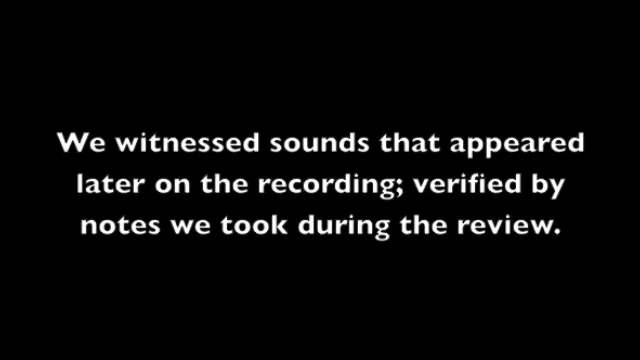 We witnessed sounds that appeared
later on the recording; verified by
notes we took during the review.